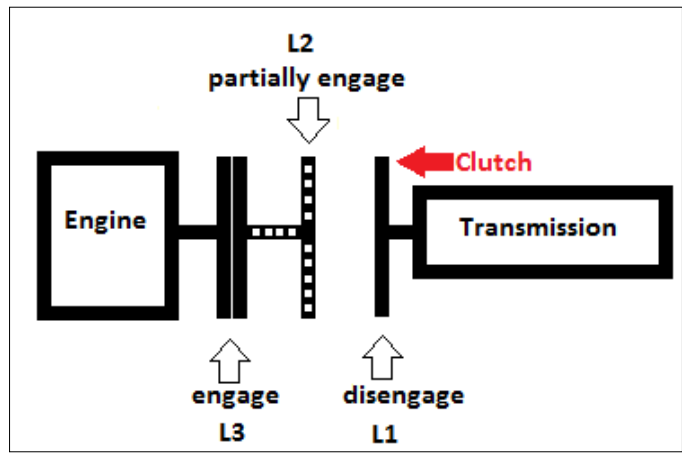 L2
partially engage
Clutch
Engine
Transmission
engage
disengage
L3
L1